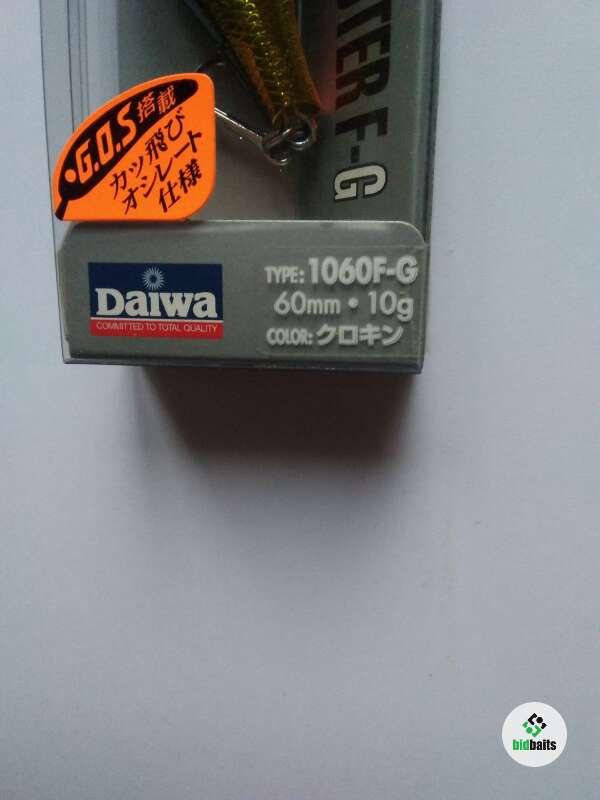 G.O.S搭載
カッ飛び
オシレート
仕様
F-G
Daiwa
COMMITTED TO TOTAL QUALITY
TYPE: 1060F-G
60mm・10g
COLOR: クロキン
bidbaits